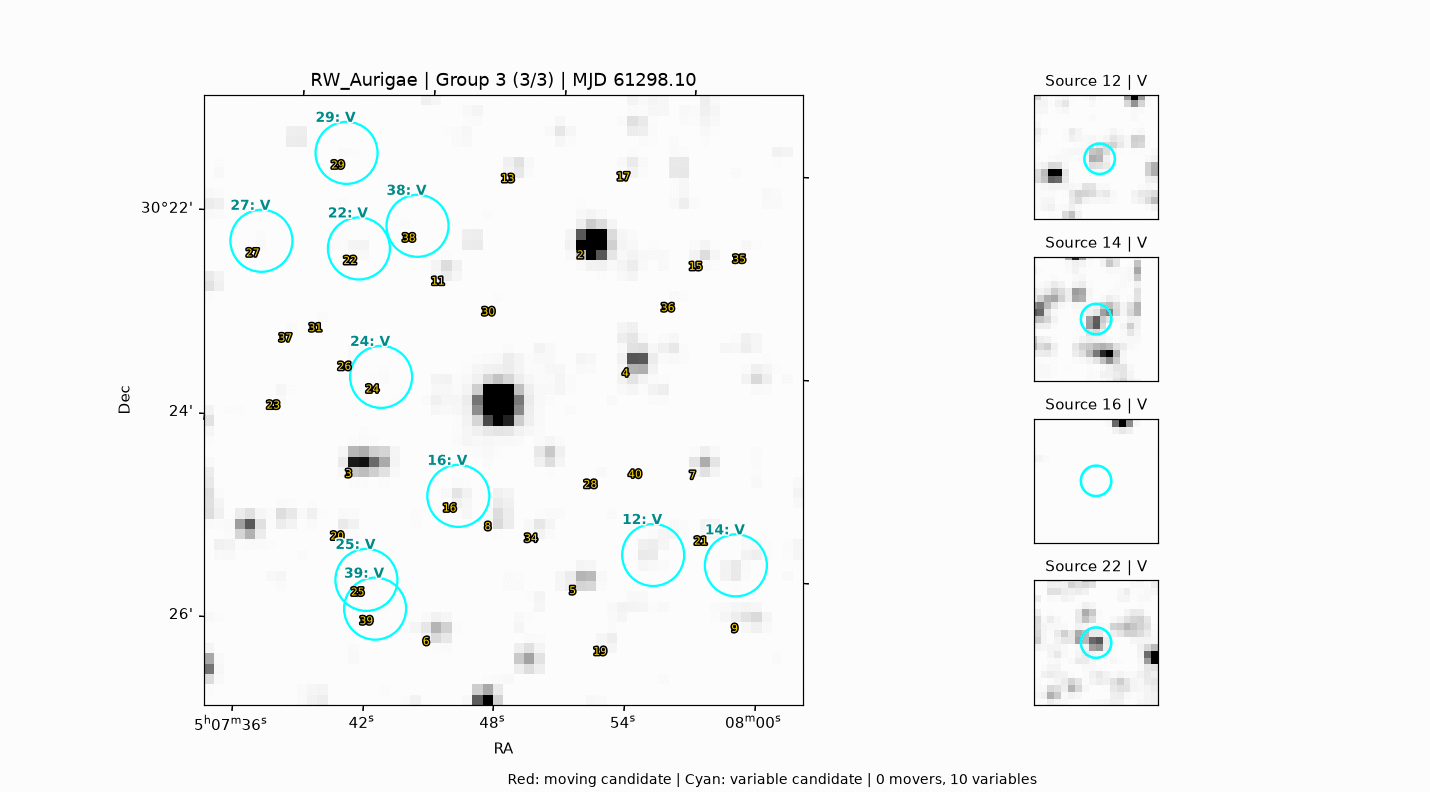 RW_Aurigae | Group 3 (3/3) | MJD 61298.10
29: V
29
13
17
38: V
27: V
22: V
38
2
27
22
15
35
11
30
36
31
37
24: V
26
4
24
23
3
16: V
28
40
7
16
8
12: V
14: V
20
34
21
25: V
39: V
25
5
39
9
6
19
30°22'
24'
26'
Dec
5ʰ07ᵐ36ˢ
42ˢ
48ˢ
54ˢ
08ᵐ00ˢ
RA
Source 12 | V
Source 14 | V
Source 16 | V
Source 22 | V
Red: moving candidate | Cyan: variable candidate | 0 movers, 10 variables